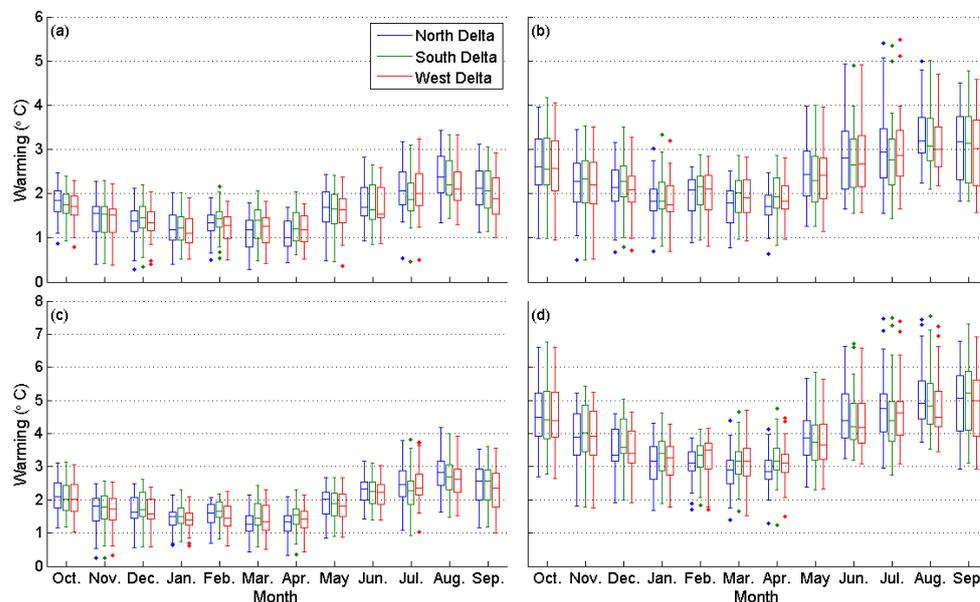 6
5
4
3
2
1
0
Warming (° C)
(a)
North Delta
South Delta
West Delta
(b)
8
7
6
5
4
3
2
1
0
Warming (° C)
(c)
(d)
Oct. Nov. Dec. Jan. Feb. Mar. Apr. May Jun. Jul. Aug. Sep.
Month
Oct. Nov. Dec. Jan. Feb. Mar. Apr. May Jun. Jul. Aug. Sep
Month